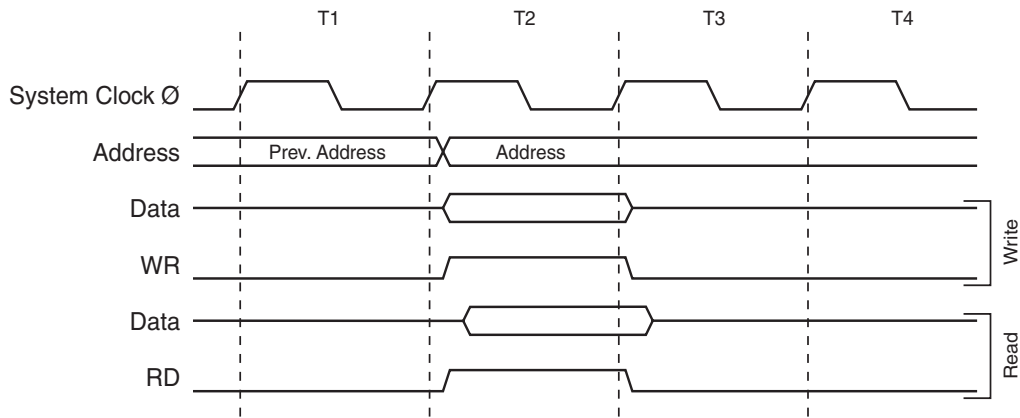 T1 T2 T3 T4
System Clock Ø
Address Prev. Address Address
Data
WR
Write
Data
RD
Read